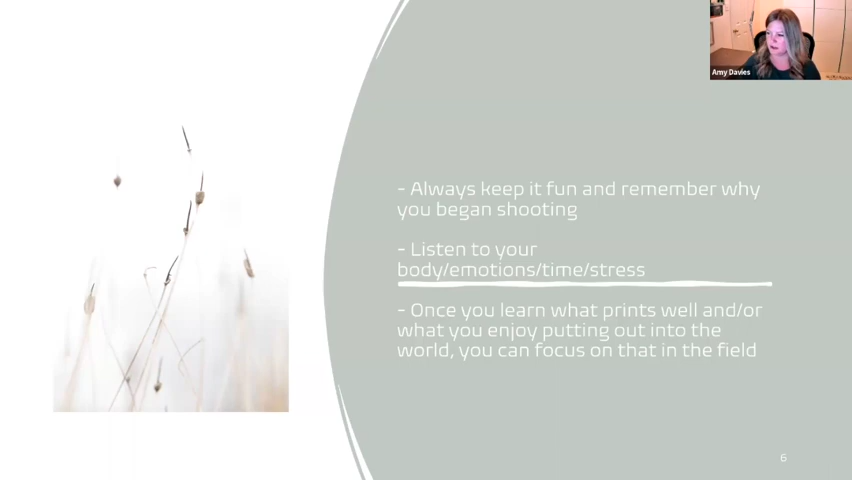 Amy Davies
- Always keep it fun and remember why
you began shooting
- Listen to your
body/emotions/time/stress
- Once you learn what prints well and/or
what you enjoy putting out into the
world, you can focus on that in the field
6